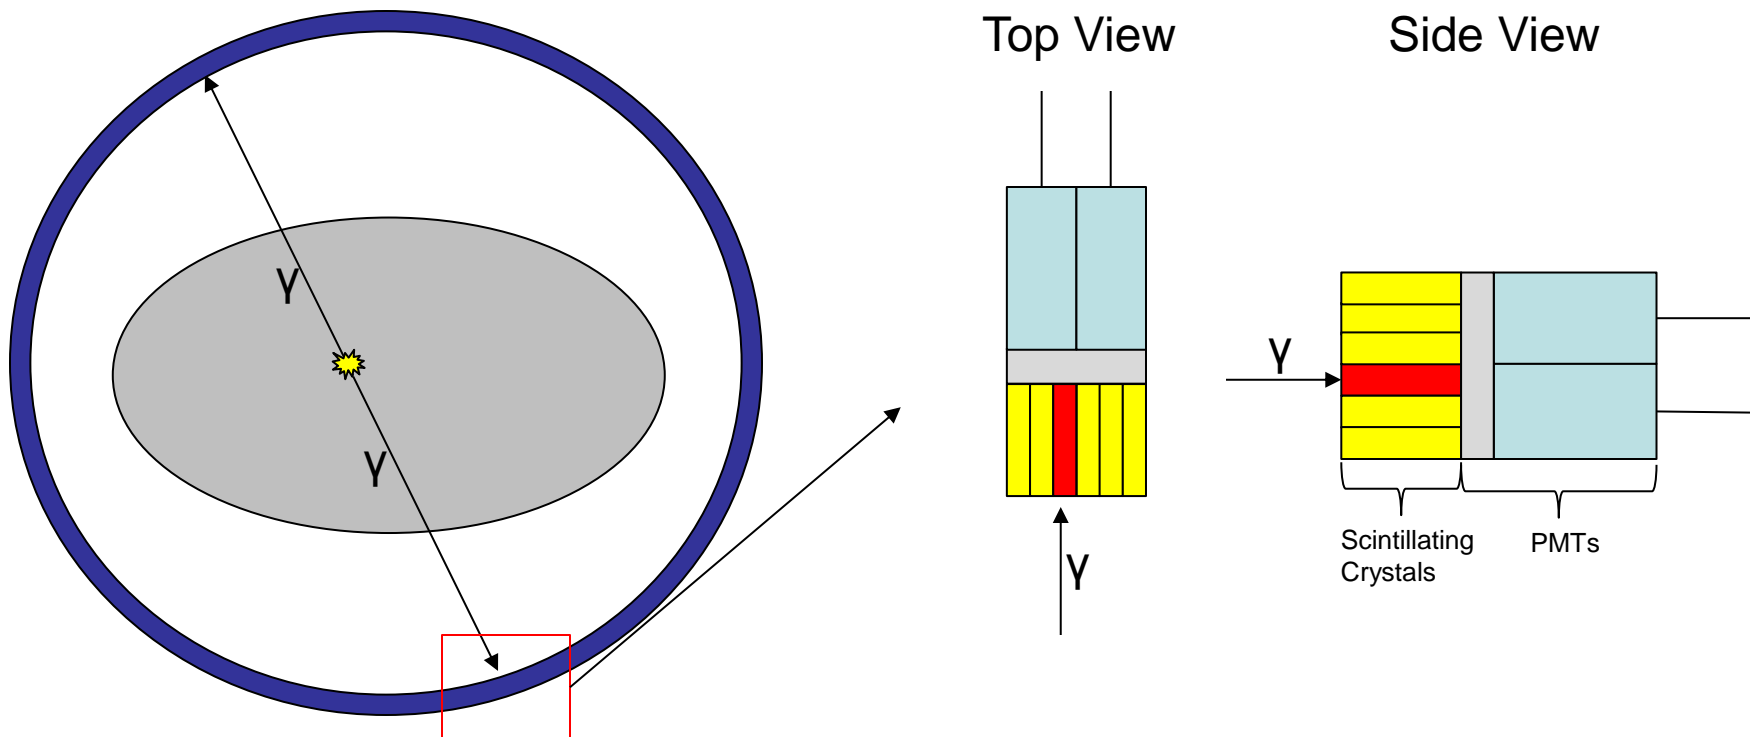 Top View
Side View
γ
γ
γ
γ
Scintillating
Crystals
PMTs